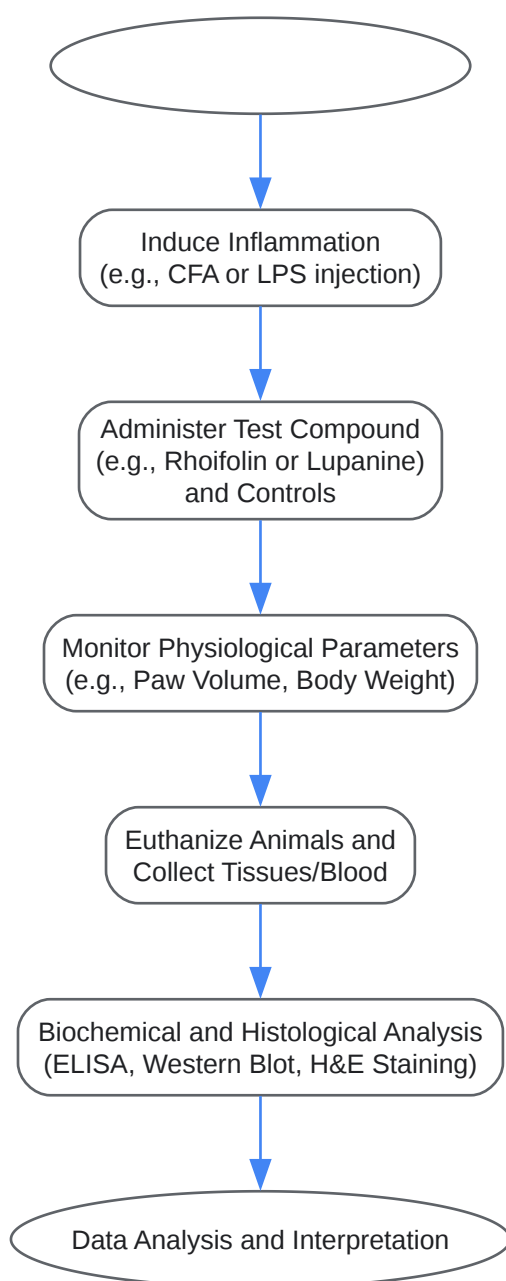 Induce Inflammation
(e.g., CFA or LPS injection)
Administer Test Compound
(e.g., Rhoifolin or Lupanine)
and Controls
Monitor Physiological Parameters
(e.g., Paw Volume, Body Weight)
Euthanize Animals and
Collect Tissues/Blood
Biochemical and Histological Analysis
(ELISA, Western Blot, H&E Staining)
Data Analysis and Interpretation